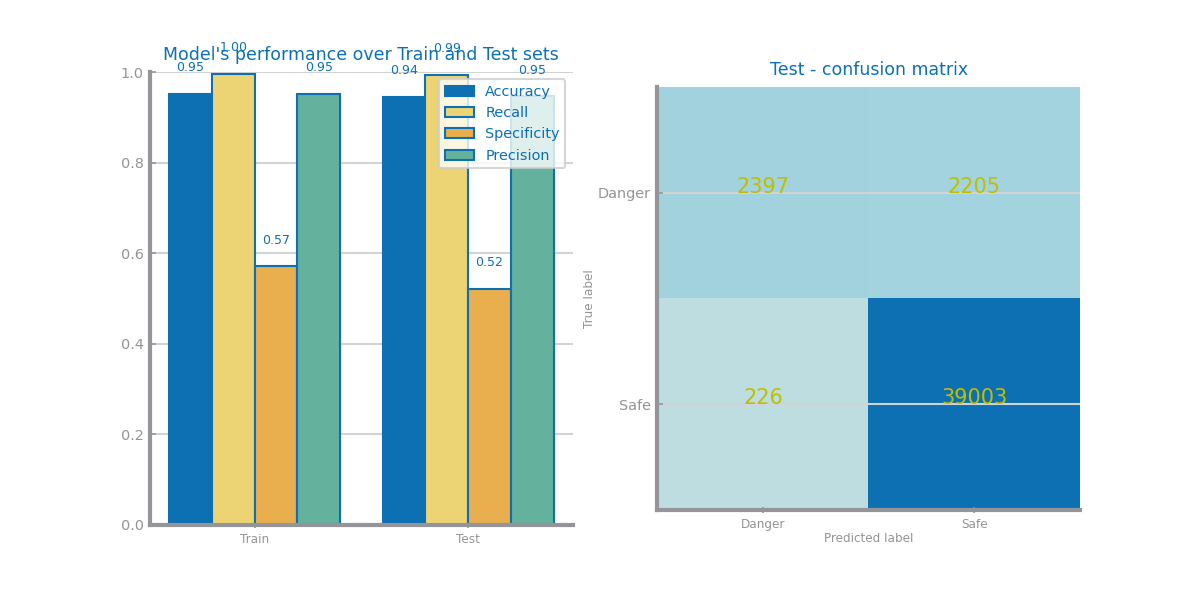 Model's performance over Train and Test sets
0.95
1.00
0.57
0.95
0.94
0.99
0.52
0.95
1.0
0.8
0.6
0.4
0.2
0.0
Accuracy
Recall
Specificity
Precision
Train
Test
Test - confusion matrix
True label
Danger
2397
2205
Safe
226
39003
Danger
Safe
Predicted label